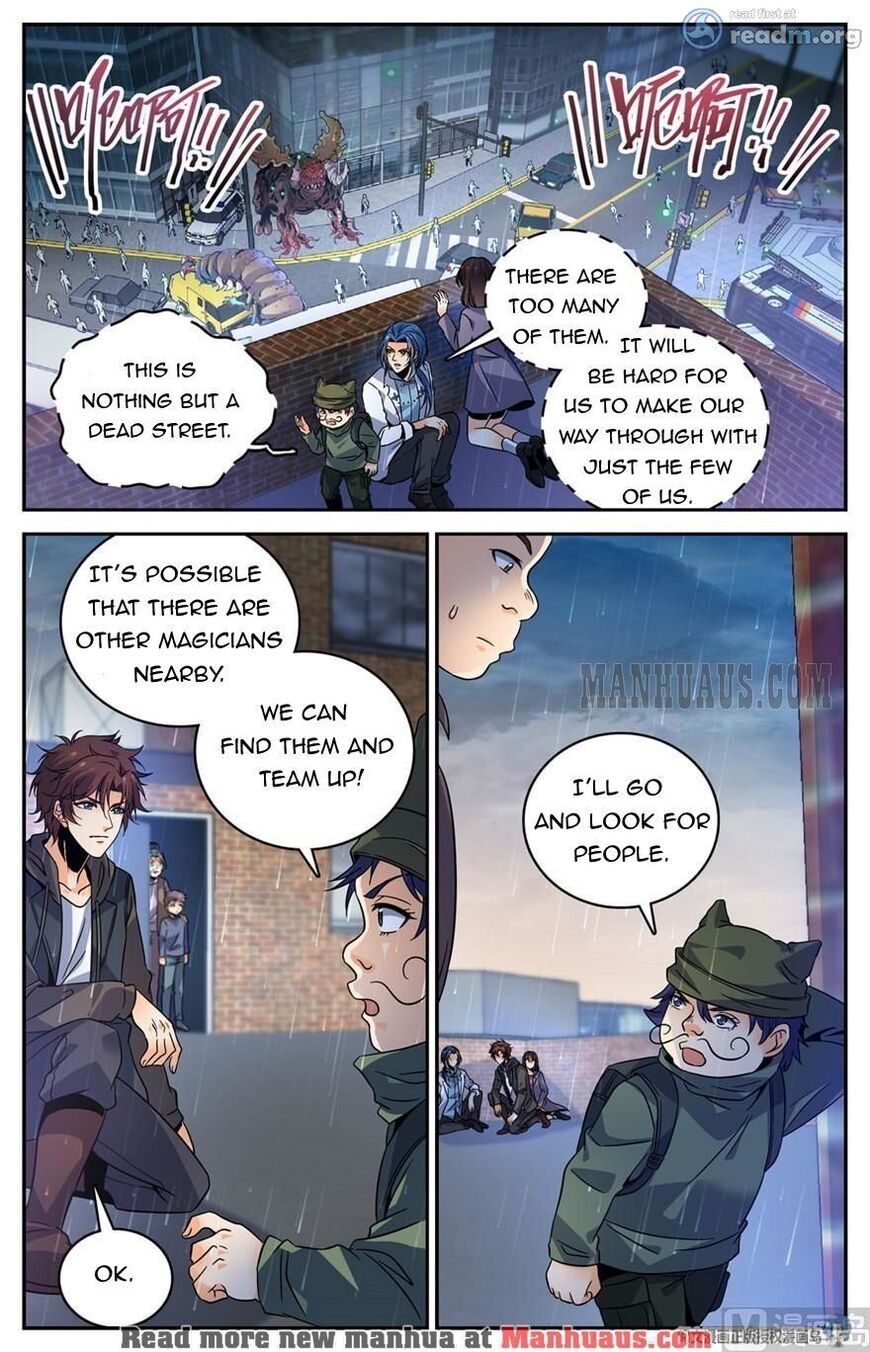 read first at
readm.org
THERE ARE
TOO MANY
OF THEM.
IT WILL
BE HARD FOR
US TO MAKE OUR
WAY THROUGH WITH
JUST THE FEW
OF US.
THIS IS
NOTHING BUT A
DEAD STREET.
IT'S POSSIBLE
THAT THERE ARE
OTHER MAGICIANS
NEARBY.
WE CAN
FIND THEM AND
TEAM UP!
OK.
MANHUAUS.COM
I'LL GO
AND LOOK FOR
PEOPLE.
Read more new manhua at Manhuaus.com